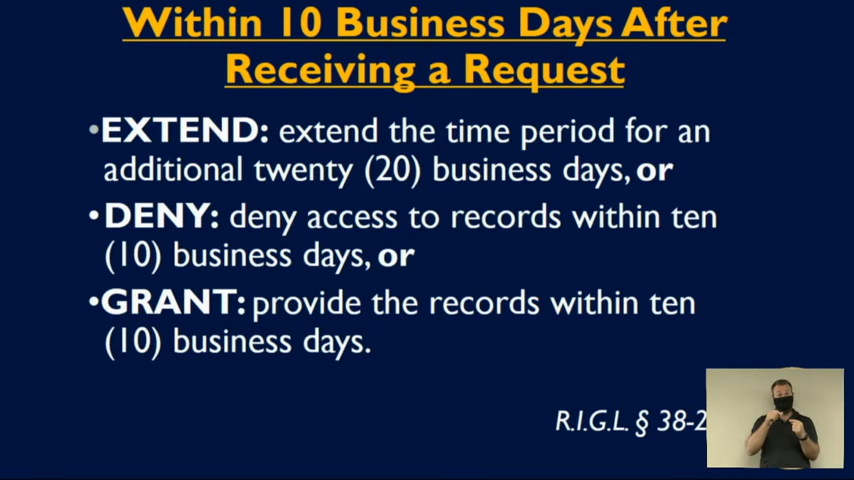 Within 10 Business Days After
Receiving a Request
•EXTEND: extend the time period for an
additional twenty (20) business days, or
•DENY: deny access to records within ten
(10) business days, or
•GRANT: provide the records within ten
(10) business days.
R.I.G.L. § 38-2